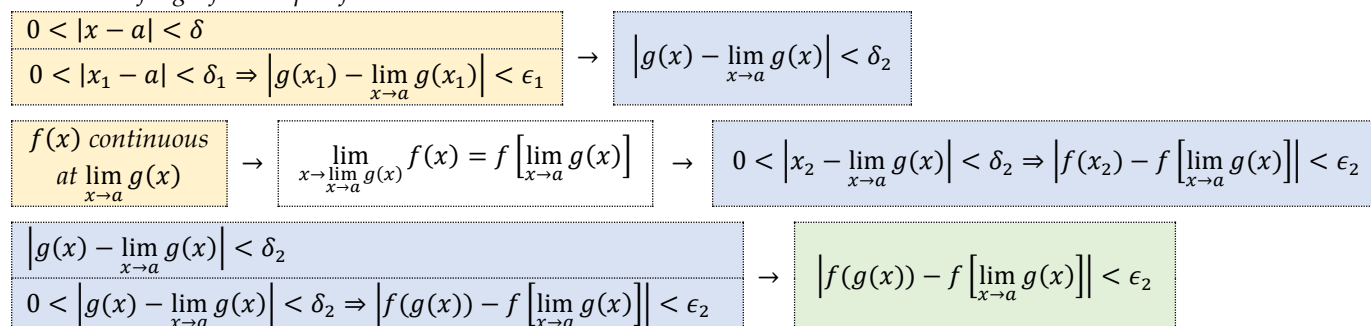 0 < |x − a| < δ
0 < |x₁ − a| < δ₁ ⇒ |g(x₁) − lim_{x→a} g(x₁)| < ϵ₁ → |g(x) − lim_{x→a} g(x)| < δ₂
f(x) continuous
at lim_{x→a} g(x) → lim_{x→lim_{x→a} g(x)} f(x) = f [lim_{x→a} g(x)] → 0 < |x₂ − lim_{x→a} g(x)| < δ₂ ⇒ |f(x₂) − f [lim_{x→a} g(x)]| < ϵ₂
|g(x) − lim_{x→a} g(x)| < δ₂
0 < |g(x) − lim_{x→a} g(x)| < δ₂ ⇒ |f(g(x)) − f [lim_{x→a} g(x)]| < ϵ₂ → |f(g(x)) − f [lim_{x→a} g(x)]| < ϵ₂